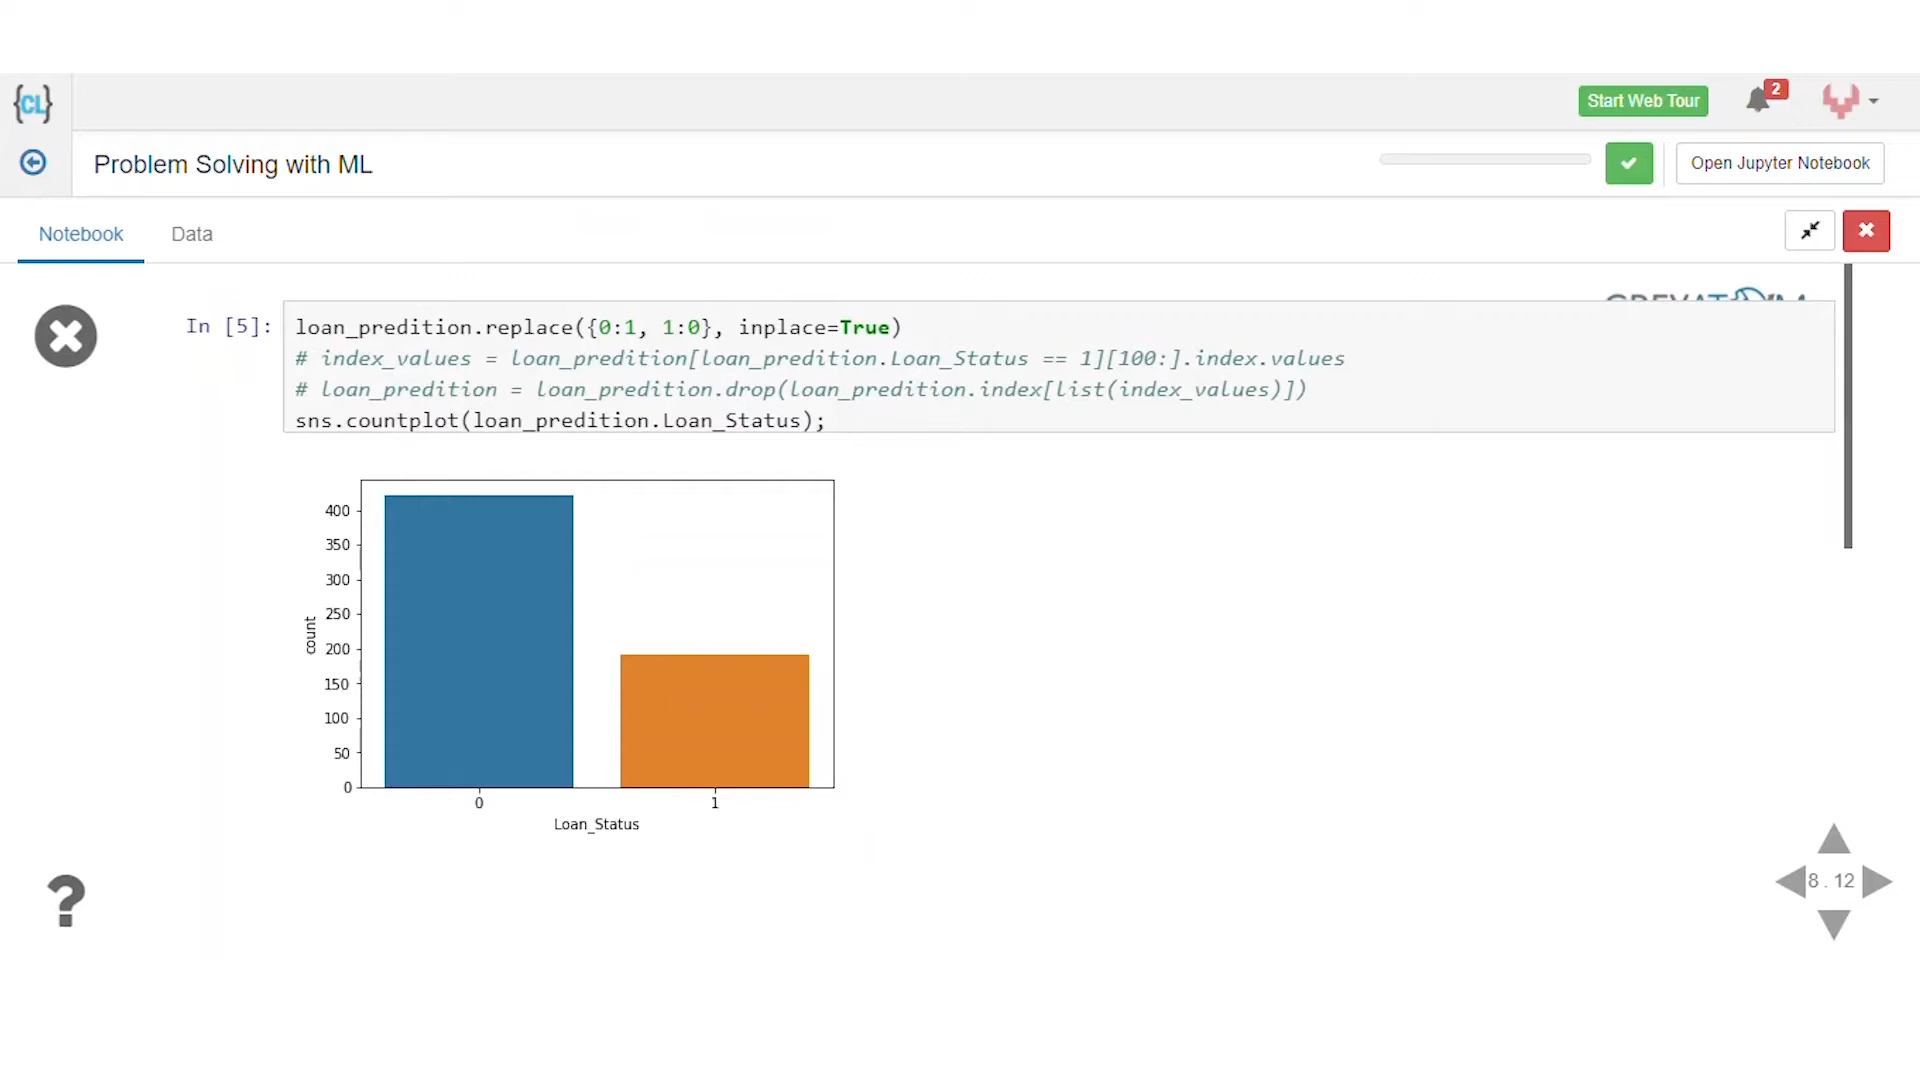 {CL}
Start Web Tour
2
Problem Solving with ML
Open Jupyter Notebook
Notebook
Data
In [5]:
loan_predition.replace({0:1, 1:0}, inplace=True)
# index_values = loan_predition[loan_predition.Loan_Status == 1][100:].index.values
# loan_predition = loan_predition.drop(loan_predition.index[list(index_values)])
sns.countplot(loan_predition.Loan_Status);
400
350
300
250
200
150
100
50
0
count
0
1
Loan_Status
?
8.12